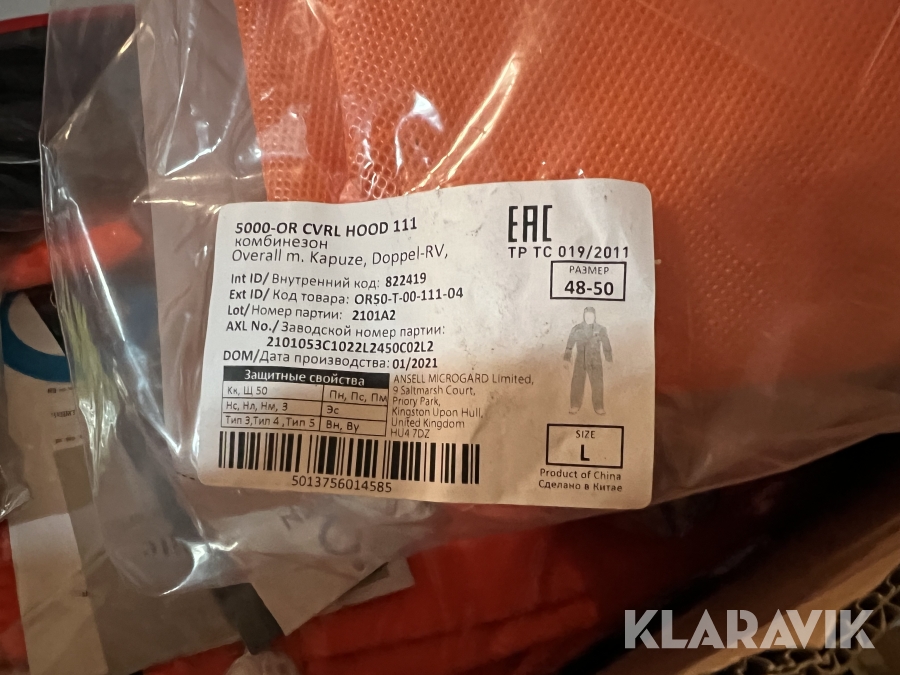 5000-OR CVRL HOOD 111
комбинезон
Overall m. Kapuze, Doppel-RV,
Int ID/ Внутренний код: 822419
Ext ID/ Код товара: OR50-T-00-111-04
Lot/Номер партии: 2101A2
AXL No./ Заводской номер партии:
2101053C1022L2450C02L2
DOM/Дата производства: 01/2021
Защитные свойства
Кк, Щ 50 Пн, Пс, Пм
Нс, Нл, Нм, З Эс
Тип 3,Тип 4 ,Тип 5 Вн, Ву
ANSELL MICROGARD Limited,
9 Saltmarsh Court,
Priory Park,
Kingston Upon Hull,
United Kingdom
HU4 7DZ
5013756014585
EAC
ТР ТС 019/2011
РАЗМЕР
48-50
SIZE
L
Product of China
Сделано в Китае
KLARAVIK